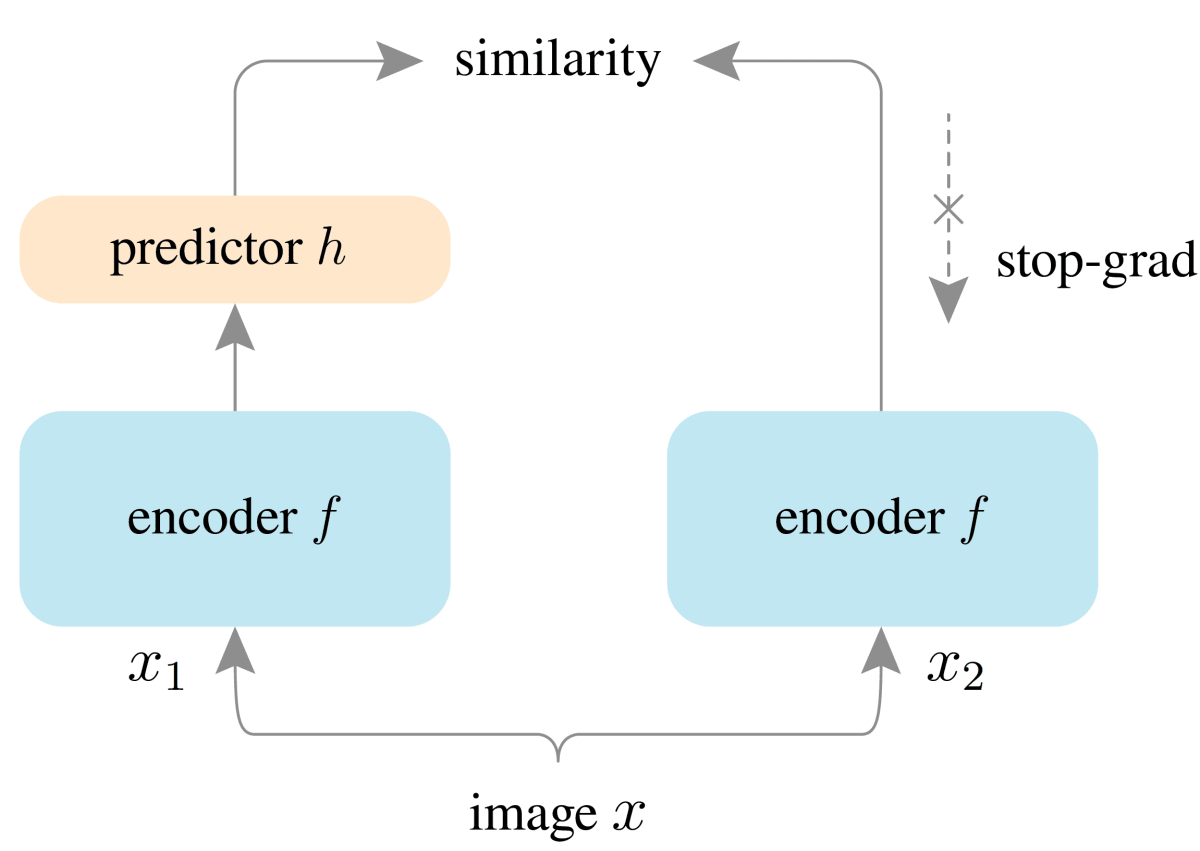 similarity
predictor h
stop-grad
encoder f
encoder f
x₁
x₂
image x